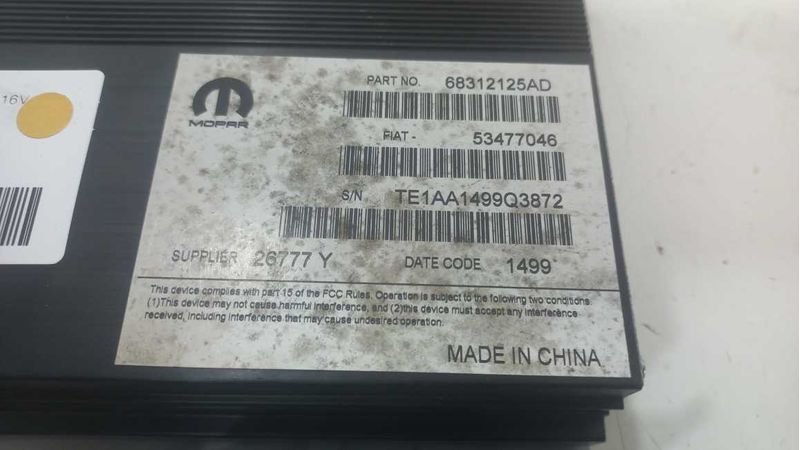 16V
MOPAR
PART NO. 68312125AD
FIAT - 53477046
S/N TE1AA1499Q3872
SUPPLIER 26777 Y DATE CODE 1499
This device complies with part 15 of the FCC Rules. Operation is subject to the following two conditions.
(1)This device may not cause harmful interference, and (2)this device must accept any interference
received, including interference that may cause undesired operation.
MADE IN CHINA